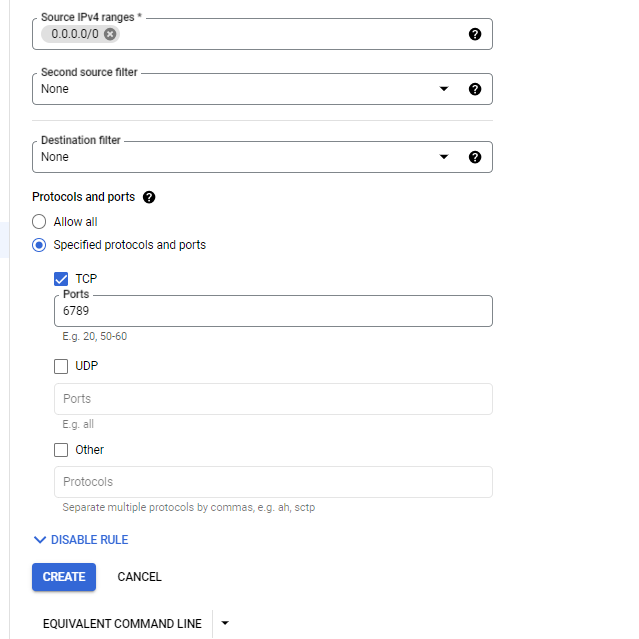 Source IPv4 ranges *
0.0.0.0/0
Second source filter
None
Destination filter
None
Protocols and ports
Allow all
Specified protocols and ports
TCP
Ports
6789
E.g. 20, 50-60
UDP
Ports
E.g. all
Other
Protocols
Separate multiple protocols by commas, e.g. ah, sctp
DISABLE RULE
CREATE CANCEL
EQUIVALENT COMMAND LINE